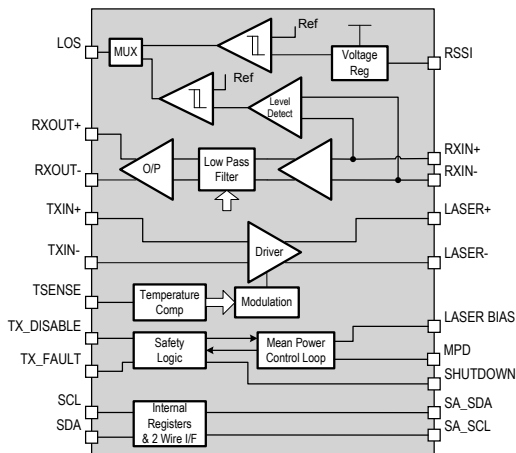 LOS
MUX
Ref
Voltage
Reg
RSSI
Ref
Level
Detect
RXOUT+
RXIN+
O/P
Low Pass
Filter
RXOUT-
RXIN-
TXIN+
LASER+
Driver
TXIN-
LASER-
TSENSE
Temperature
Comp
Modulation
TX_DISABLE
LASER BIAS
Safety
Logic
Mean Power
Control Loop
TX_FAULT
MPD
SHUTDOWN
SCL
SA_SDA
Internal
Registers
& 2 Wire I/F
SDA
SA_SCL